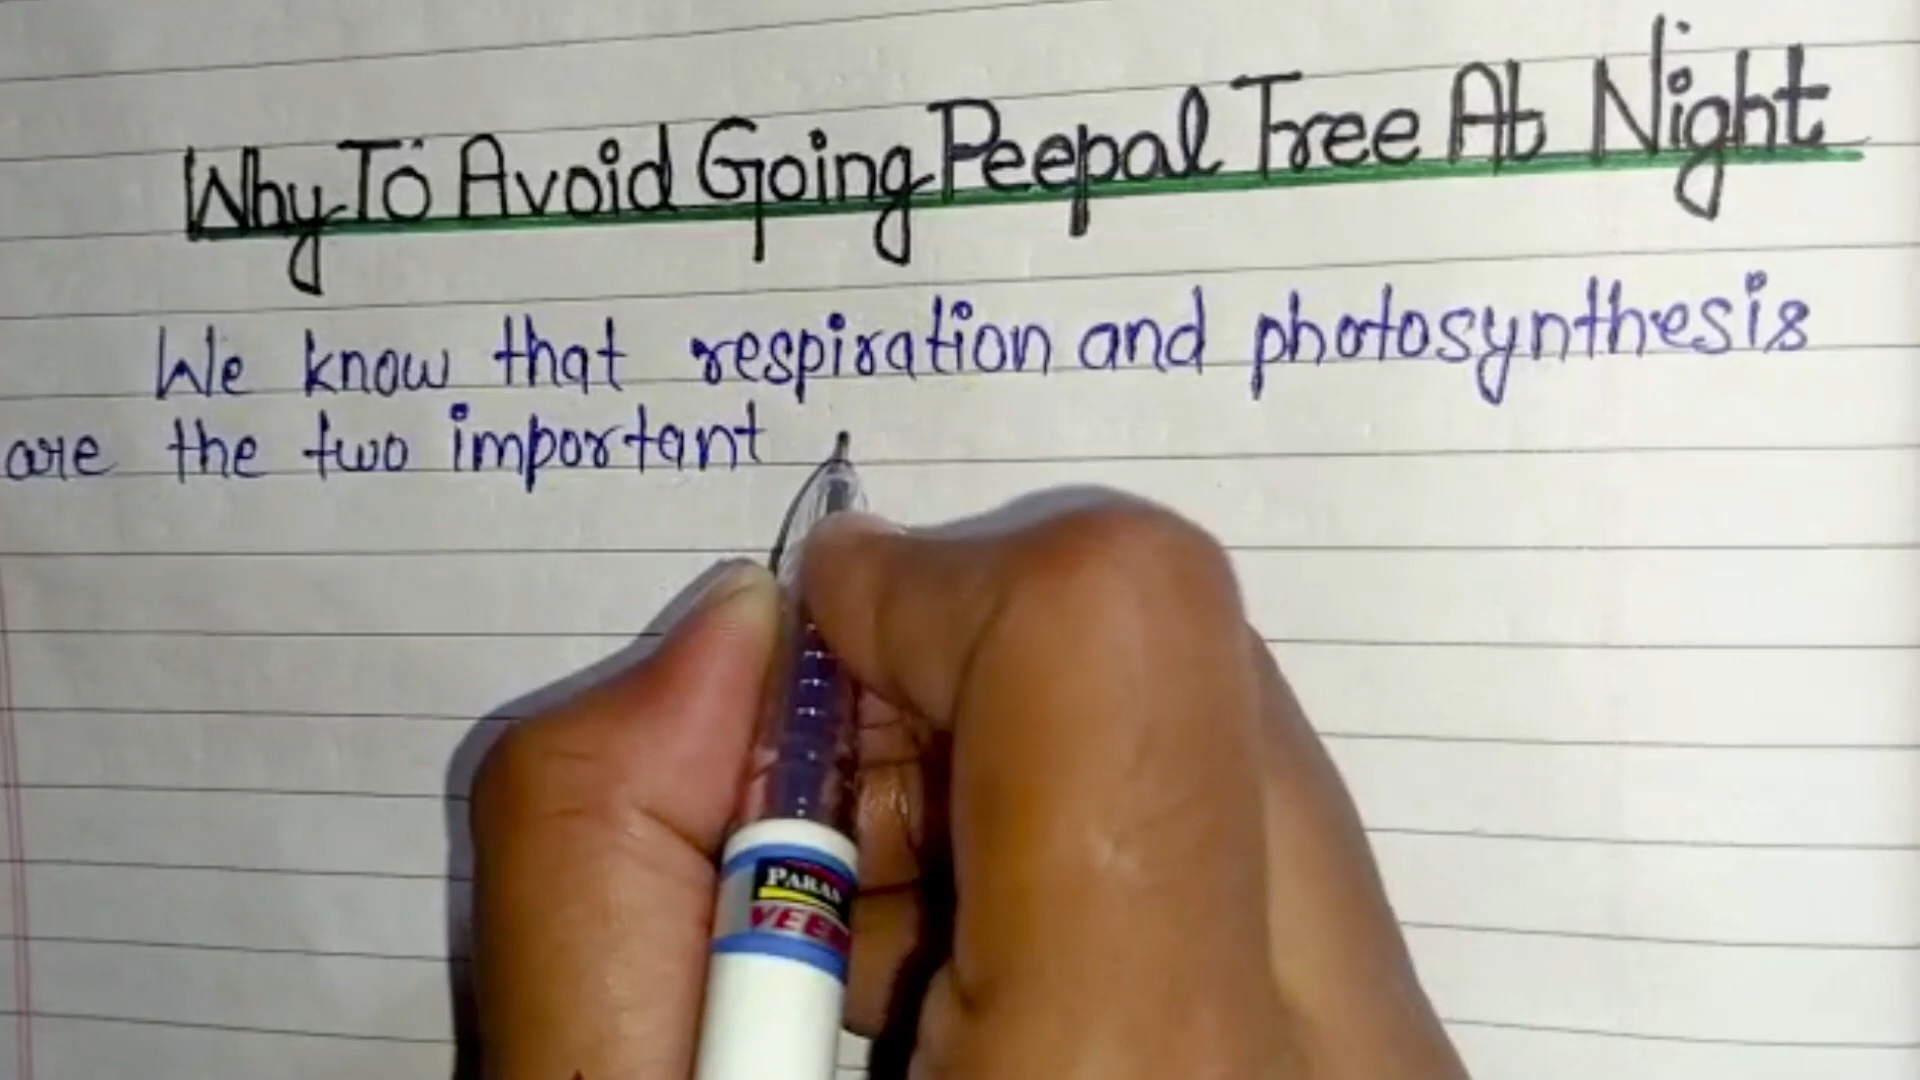 Why To Avoid Going Peepal Tree At Night
We know that respiration and photosynthesis
are the two important